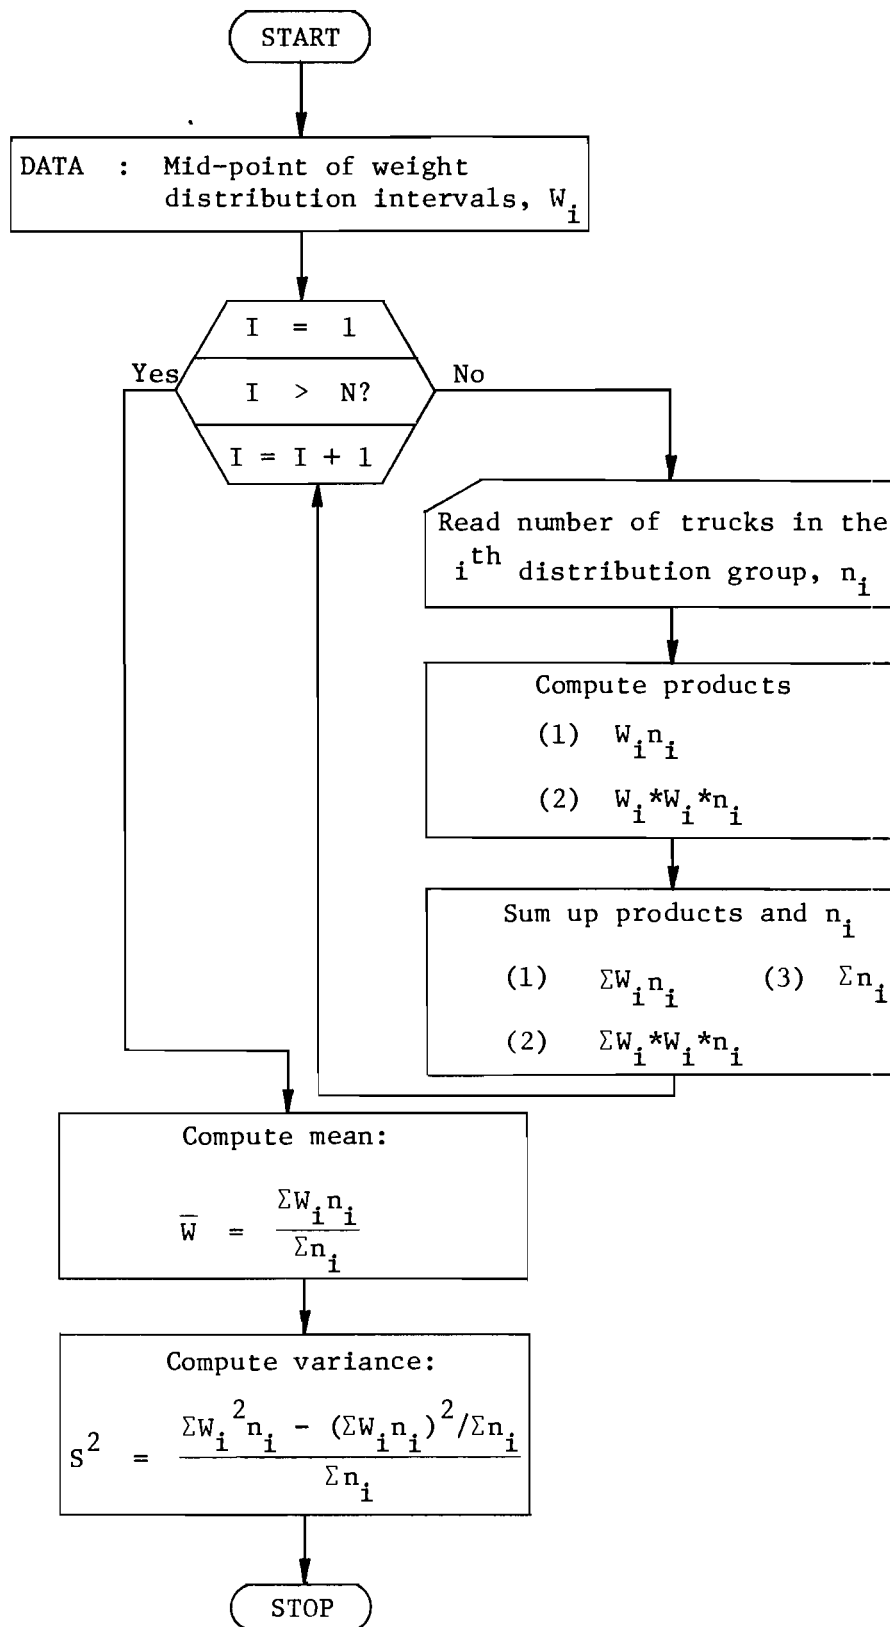 START
DATA : Mid-point of weight
distribution intervals, W_i
I = 1
Yes
I > N?
No
I = I + 1
Read number of trucks in the
i^th distribution group, n_i
Compute products
(1) W_i n_i
(2) W_i*W_i*n_i
Sum up products and n_i
(1) ΣW_i n_i (3) Σn_i
(2) ΣW_i*W_i*n_i
Compute mean:
W̅ = ΣW_i n_i / Σn_i
Compute variance:
S^2 = ΣW_i^2 n_i - (ΣW_i n_i)^2/Σn_i / Σn_i
STOP